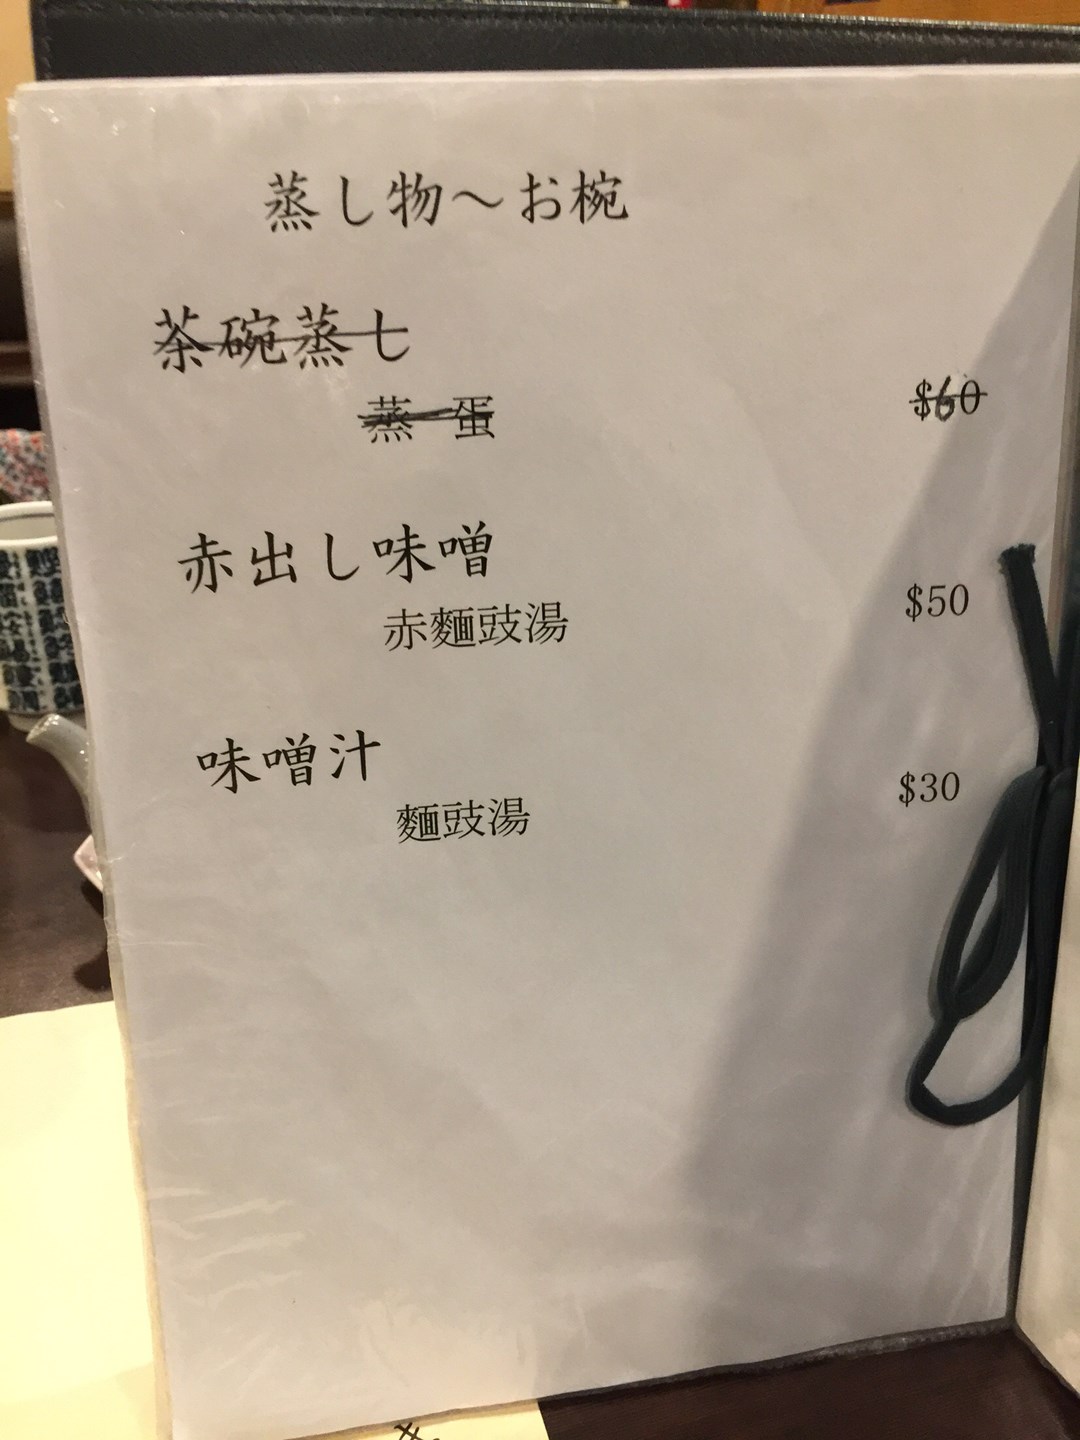 蒸し物～お椀
茶碗蒸し
蒸 蛋
$60
赤出し味噌
赤麵豉湯
$50
味噌汁
麵豉湯
$30